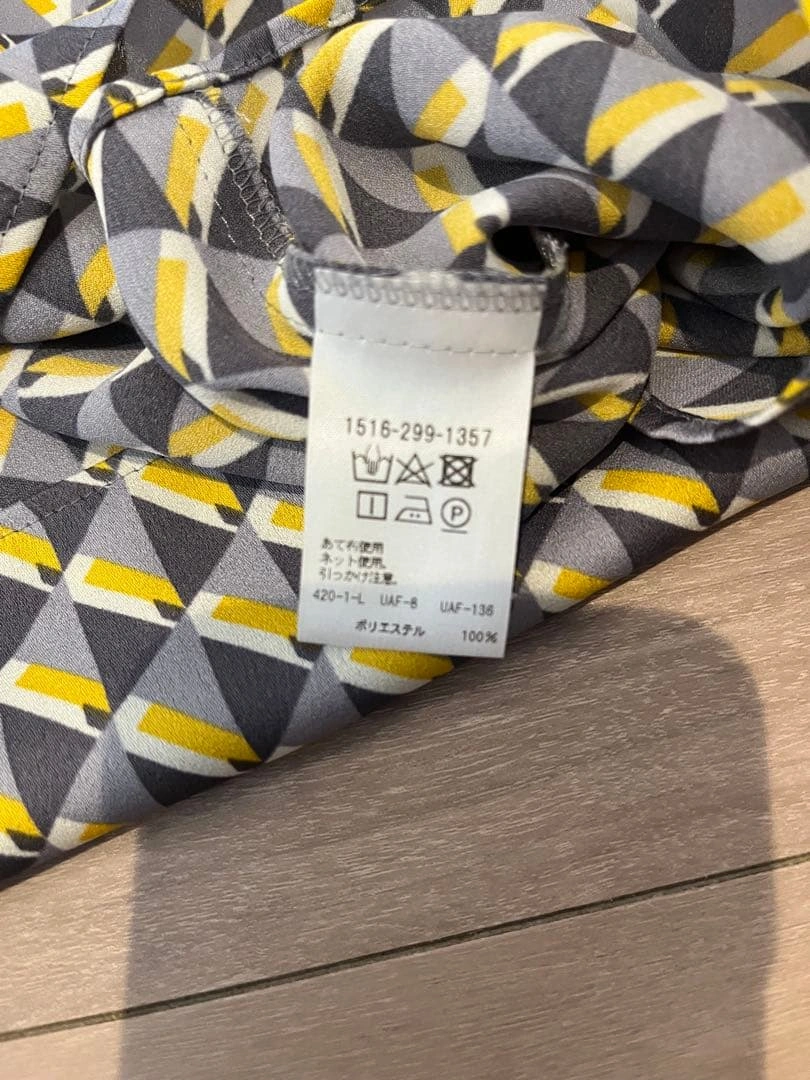 1516-299-1357
P
あて布使用
ネット使用。
引っかけ注意。
420-1-L UAF-8 UAF-136
ポリエステル 100%